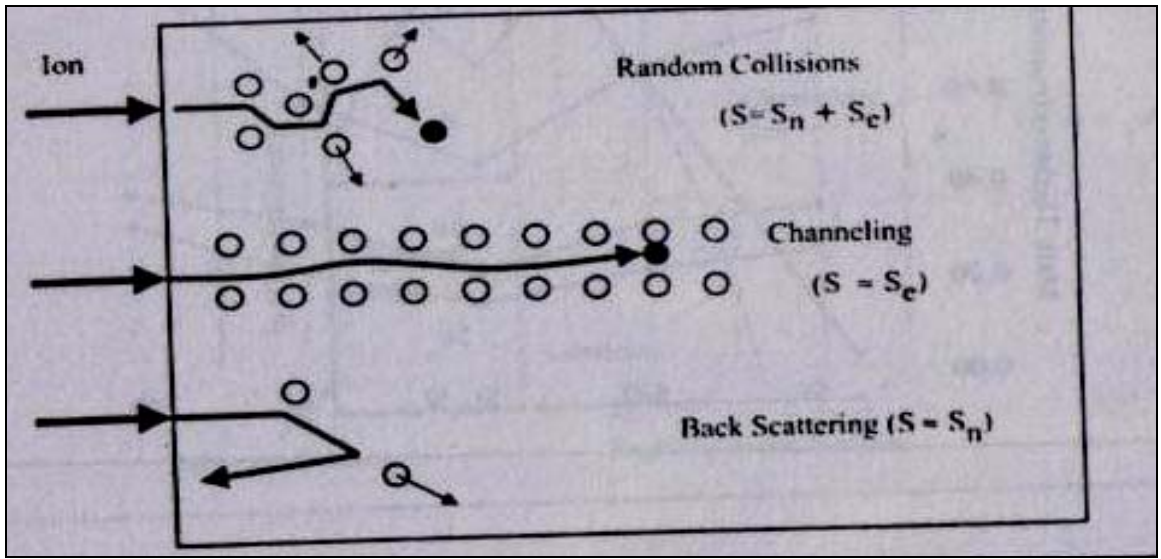 Ion
Random Collisions
(S= Sn + Se)
Channeling
(S = Se)
Back Scattering (S = Sn)